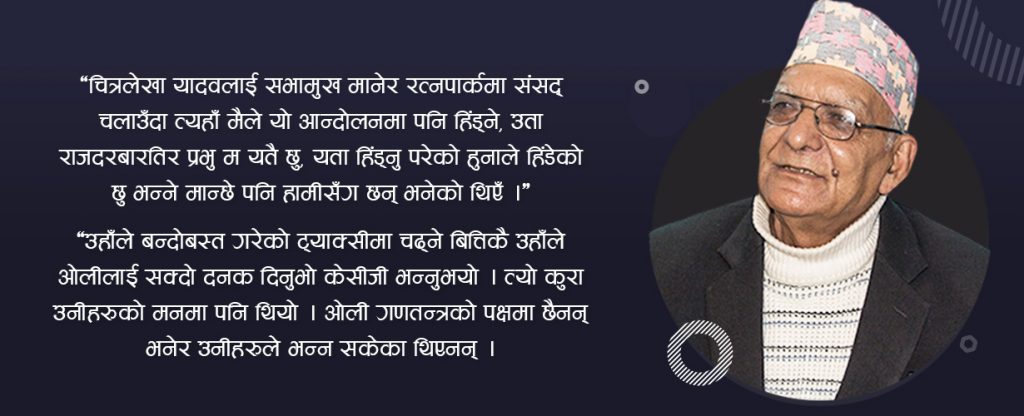 “चित्रलेखा यादवलाई सभामुख मानेर रत्नपार्कमा संसद्
चलाउँदा त्यहाँ मैले यो आन्दोलनमा पनि हिंड्ने, उता
राजदरबारतिर प्रभु म यतै छु, यता हिंड्नु परेको हुनाले हिंडेको
छु भन्ने मान्छे पनि हामीसँग छन् भनेको थिएँ ।”
“उहाँले बन्दोबस्त गरेको ट्याक्सीमा चढ्ने बित्तिकै उहाँले
ओलीलाई सक्दो दनक दिनुभो केसीजी भन्नुभयो । त्यो कुरा
उनीहरुको मनमा पनि थियो । ओली गणतन्त्रको पक्षमा छैनन्
भनेर उनीहरुले भन्न सकेका थिएनन् ।